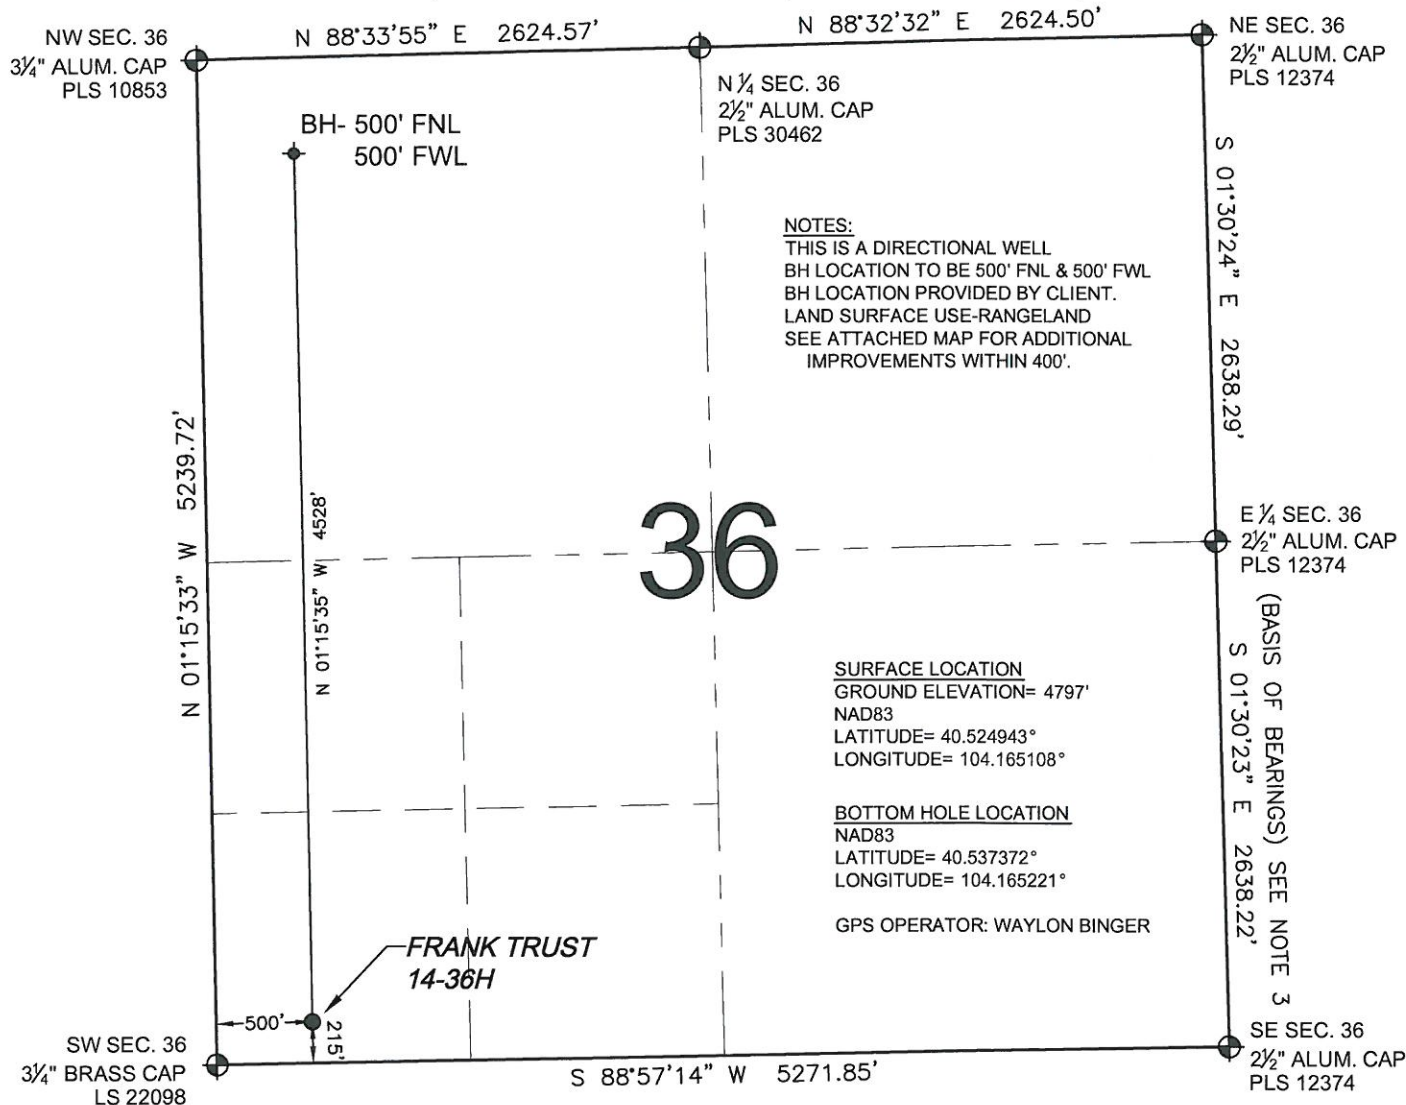 N 88°33'55" E 2624.57'
N 88°32'32" E 2624.50'
NW SEC. 36
3¼" ALUM. CAP
PLS 10853
NE SEC. 36
2½" ALUM. CAP
PLS 12374
N ¼ SEC. 36
2½" ALUM. CAP
PLS 30462
BH- 500' FNL
500' FWL
S 01°30'24" E 2638.29'
NOTES:
THIS IS A DIRECTIONAL WELL
BH LOCATION TO BE 500' FNL & 500' FWL
BH LOCATION PROVIDED BY CLIENT.
LAND SURFACE USE-RANGELAND
SEE ATTACHED MAP FOR ADDITIONAL
IMPROVEMENTS WITHIN 400'.
N 01°15'33" W 5239.72'
N 01°15'35" W 4528'
36
E ¼ SEC. 36
2½" ALUM. CAP
PLS 12374
S 01°30'23" E 2638.22'
(BASIS OF BEARINGS) SEE NOTE 3
SURFACE LOCATION
GROUND ELEVATION= 4797'
NAD83
LATITUDE= 40.524943°
LONGITUDE= 104.165108°
BOTTOM HOLE LOCATION
NAD83
LATITUDE= 40.537372°
LONGITUDE= 104.165221°
GPS OPERATOR: WAYLON BINGER
FRANK TRUST
14-36H
500'
215'
SW SEC. 36
3¼" BRASS CAP
LS 22098
S 88°57'14" W 5271.85'
SE SEC. 36
2½" ALUM. CAP
PLS 12374